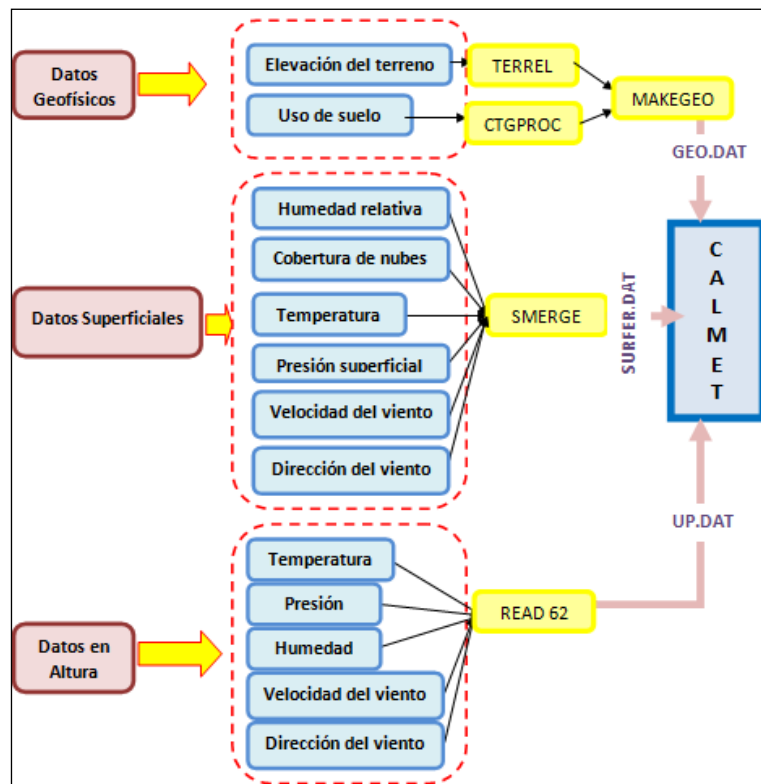 Datos
Geofísicos
Elevación del terreno
Uso de suelo
TERREL
CTGPROC
MAKEGEO
GEO.DAT
Datos Superficiales
Humedad relativa
Cobertura de nubes
Temperatura
Presión superficial
Velocidad del viento
Dirección del viento
SMERGE
SURFER.DAT
CALMET
Datos en
Altura
Temperatura
Presión
Humedad
Velocidad del viento
Dirección del viento
READ 62
UP.DAT